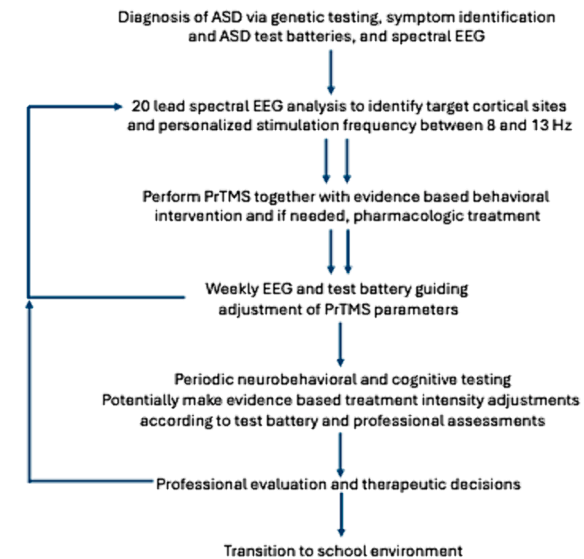 Diagnosis of ASD via genetic testing, symptom identification
and ASD test batteries, and spectral EEG
20 lead spectral EEG analysis to identify target cortical sites
and personalized stimulation frequency between 8 and 13 Hz
Perform PrTMS together with evidence based behavioral
intervention and if needed, pharmacologic treatment
Weekly EEG and test battery guiding
adjustment of PrTMS parameters
Periodic neurobehavioral and cognitive testing
Potentially make evidence based treatment intensity adjustments
according to test battery and professional assessments
Professional evaluation and therapeutic decisions
Transition to school environment